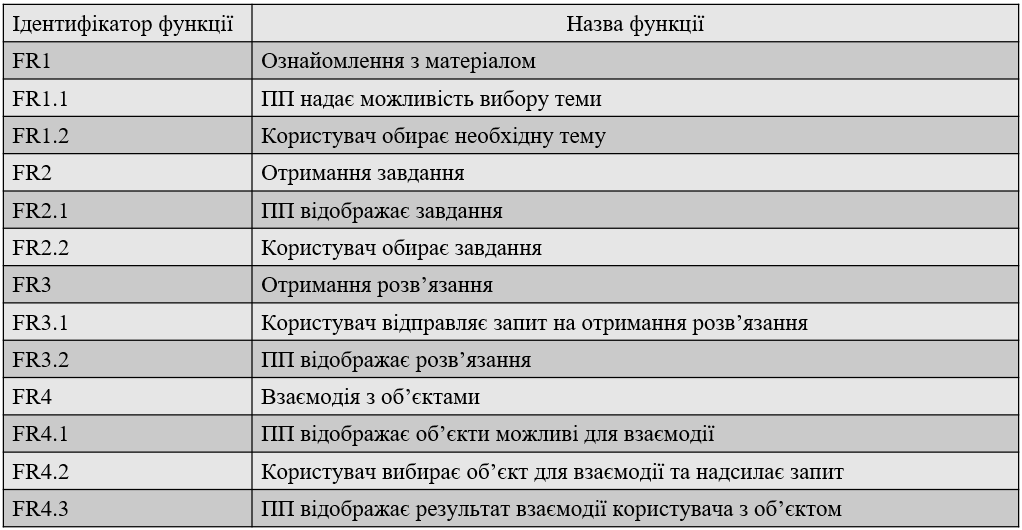 Ідентифікатор функції Назва функції
FR1 Ознайомлення з матеріалом
FR1.1 ПП надає можливість вибору теми
FR1.2 Користувач обирає необхідну тему
FR2 Отримання завдання
FR2.1 ПП відображає завдання
FR2.2 Користувач обирає завдання
FR3 Отримання розв’язання
FR3.1 Користувач відправляє запит на отримання розв’язання
FR3.2 ПП відображає розв’язання
FR4 Взаємодія з об’єктами
FR4.1 ПП відображає об’єкти можливі для взаємодії
FR4.2 Користувач вибирає об’єкт для взаємодії та надсилає запит
FR4.3 ПП відображає результат взаємодії користувача з об’єктом